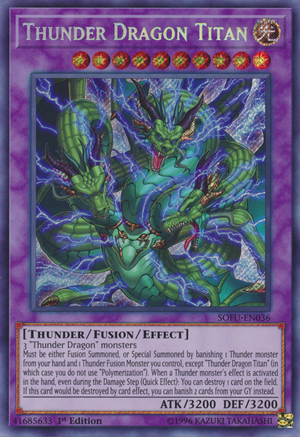 THUNDER DRAGON TITAN
光
SOFU-EN036
[THUNDER/FUSION/EFFECT]
3 "Thunder Dragon" monsters
Must be either Fusion Summoned, or Special Summoned by banishing 1 Thunder monster
from your hand and 1 Thunder Fusion Monster you control, except "Thunder Dragon Titan" (in
which case you do not use "Polymerization"). When a Thunder monster's effect is activated
in the hand, even during the Damage Step (Quick Effect): You can destroy 1 card on the field.
If this card would be destroyed by card effect, you can banish 2 cards from your GY instead.
ATK/3200 DEF/3200
41685633 1st Edition ©1996 KAZUKI TAKAHASHI